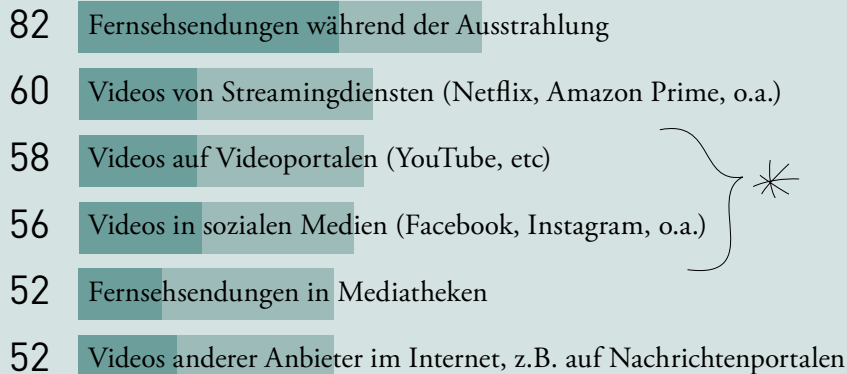 82 Fernsehsendungen während der Ausstrahlung
60 Videos von Streamingdiensten (Netflix, Amazon Prime, o.a.)
58 Videos auf Videoportalen (YouTube, etc)
56 Videos in sozialen Medien (Facebook, Instagram, o.a.)
52 Fernsehsendungen in Mediatheken
52 Videos anderer Anbieter im Internet, z.B. auf Nachrichtenportalen